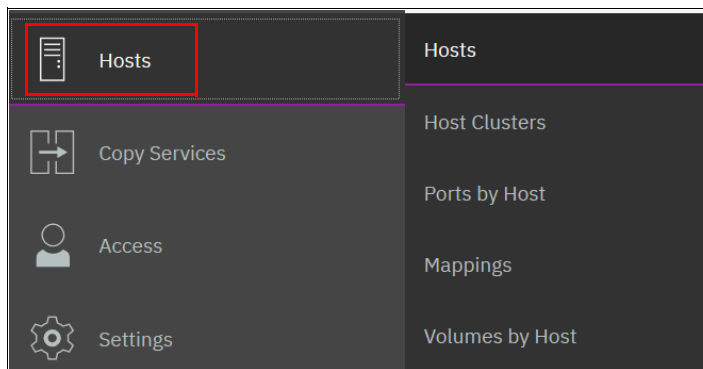 Hosts
Copy Services
Access
Settings
Hosts
Host Clusters
Ports by Host
Mappings
Volumes by Host